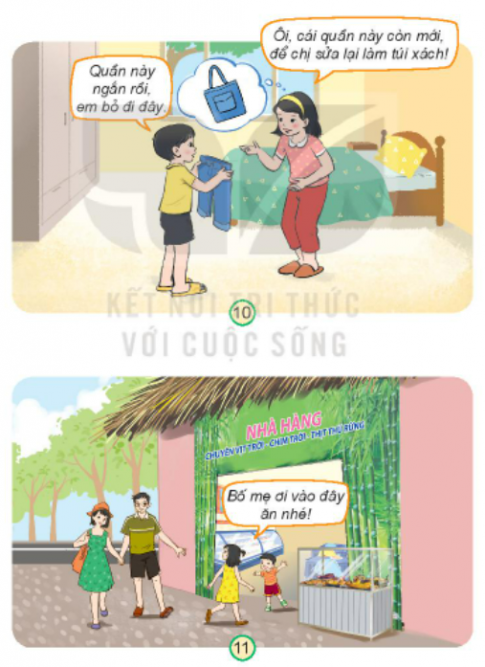 Ôi, cái quần này còn mới,
để chị sửa lại làm túi xách!
Quần này
ngắn rồi,
em bỏ đi đây.
KẾT NỐI TRI THỨC
10
VỚI CUỘC SỐNG
NHÀ HÀNG
CHUYÊN VỊT TRỜI - CHIM TRỜI - THỊT THÚ RỪNG
Bố mẹ ơi vào đây
ăn nhé!
11